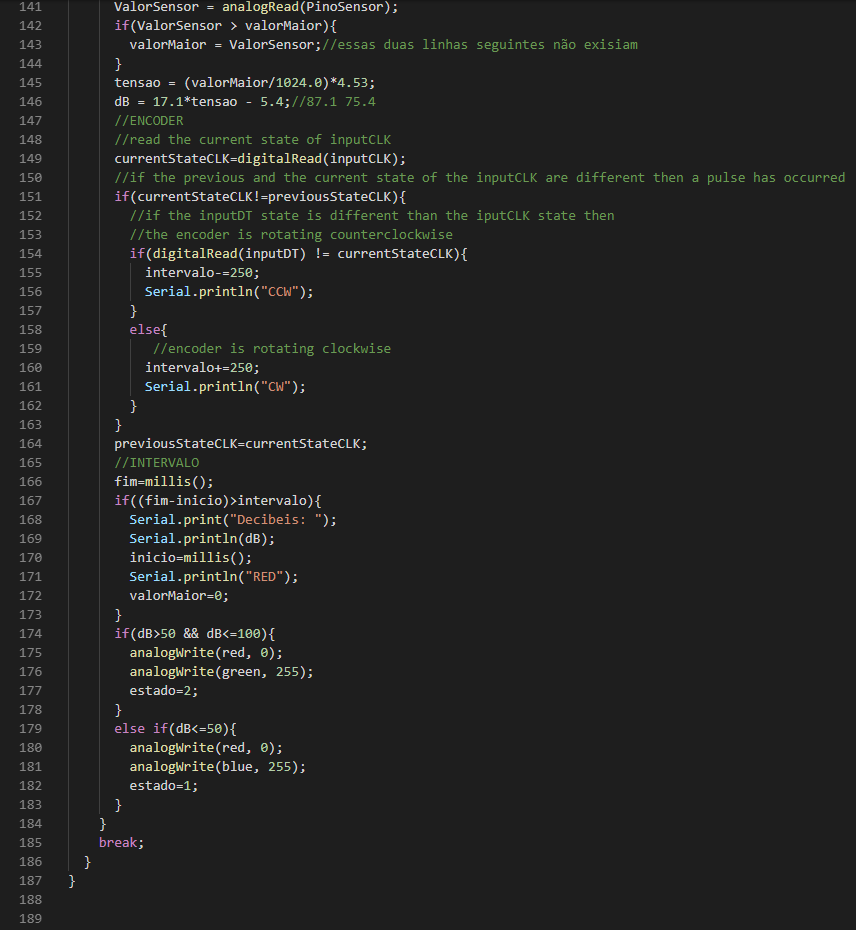 141 ValorSensor = analogRead(PinoSensor);
142 if(ValorSensor > valorMaior){
143 valorMaior = ValorSensor;//essas duas linhas seguintes não exisiam
144 }
145 tensao = (valorMaior/1024.0)*4.53;
146 dB = 17.1*tensao - 5.4;//87.1 75.4
147 //ENCODER
148 //read the current state of inputCLK
149 currentStateCLK=digitalRead(inputCLK);
150 //if the previous and the current state of the inputCLK are different then a pulse has occurred
151 if(currentStateCLK!=previousStateCLK){
152 //if the inputDT state is different than the iputCLK state then
153 //the encoder is rotating counterclockwise
154 if(digitalRead(inputDT) != currentStateCLK){
155 intervalo-=250;
156 Serial.println("CCW");
157 }
158 else{
159 //encoder is rotating clockwise
160 intervalo+=250;
161 Serial.println("CW");
162 }
163 }
164 previousStateCLK=currentStateCLK;
165 //INTERVALO
166 fim=millis();
167 if((fim-inicio)>intervalo){
168 Serial.print("Decibeis: ");
169 Serial.println(dB);
170 inicio=millis();
171 Serial.println("RED");
172 valorMaior=0;
173 }
174 if(dB>50 && dB<=100){
175 analogWrite(red, 0);
176 analogWrite(green, 255);
177 estado=2;
178 }
179 else if(dB<=50){
180 analogWrite(red, 0);
181 analogWrite(blue, 255);
182 estado=1;
183 }
184 }
185 break;
186 }
187 }
188
189